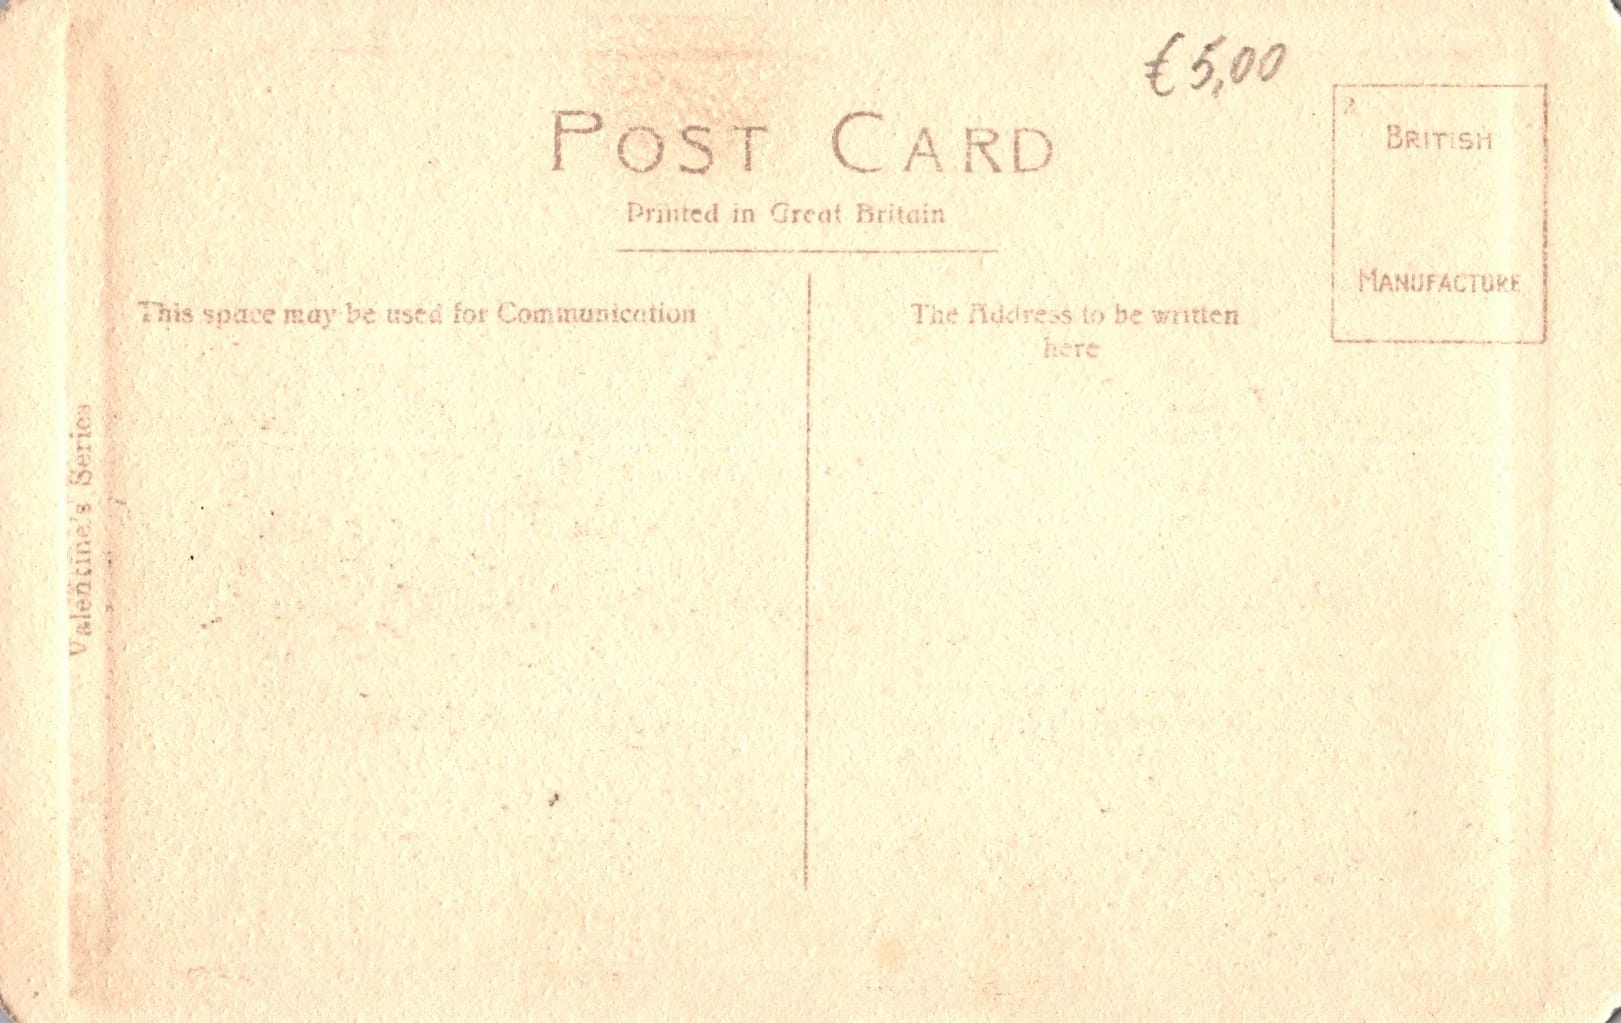 € 5,00
POST CARD
Printed in Great Britain
2
BRITISH
MANUFACTURE
This space may be used for Communication
The Address to be written
here
Valentine's Series